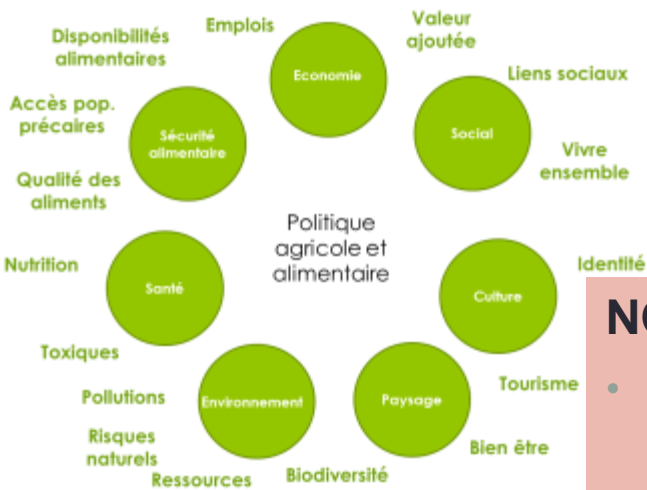 Emplois
Valeur
ajoutée
Disponibilités
alimentaires
Economie
Liens sociaux
Accès pop.
précaires
Sécurité
alimentaire
Social
Vivre
ensemble
Qualité des
aliments
Politique
agricole et
alimentaire
Nutrition
Santé
Culture
Identité
Toxiques
Pollutions
Environnement
Paysage
Tourisme
Risques
naturels
Bien être
Ressources
Biodiversité